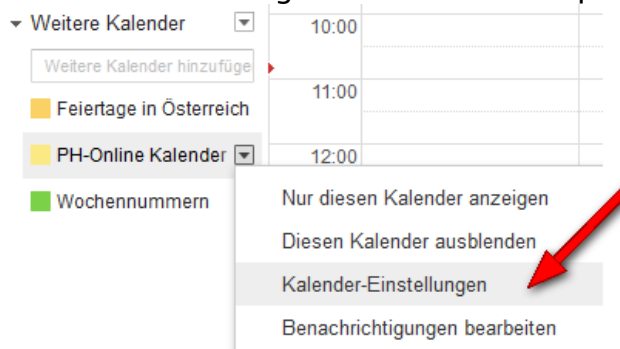 Weitere Kalender
Weitere Kalender hinzufüge
Feiertage in Österreich
PH-Online Kalender
Wochennummern
10:00
11:00
12:00
Nur diesen Kalender anzeigen
Diesen Kalender ausblenden
Kalender-Einstellungen
Benachrichtigungen bearbeiten